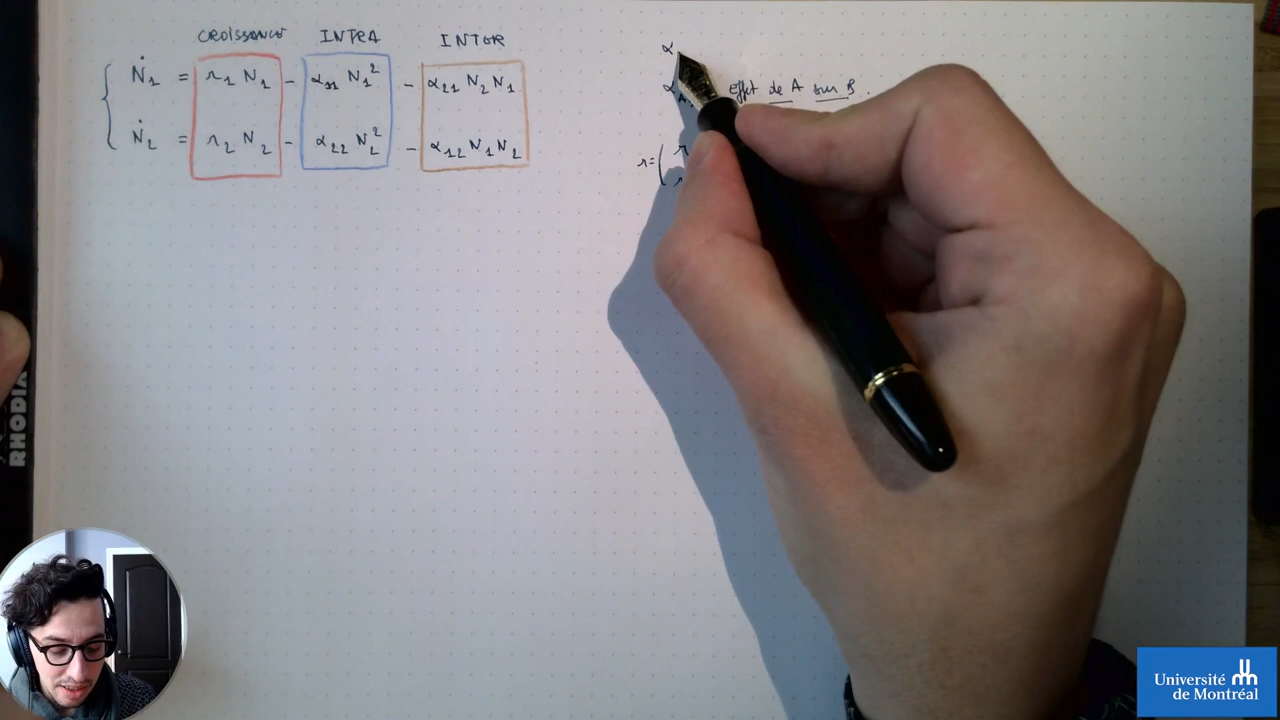 CROISSANCE INTRA INTER
Ṅ₁ = r₁ N₁ - α₁₁ N₁² - α₂₁ N₂ N₁
Ṅ₂ = r₂ N₂ - α₂₂ N₂² - α₁₂ N₁ N₂
α
α effet de A sur B.
r = (
RHODIA
Université
de Montréal